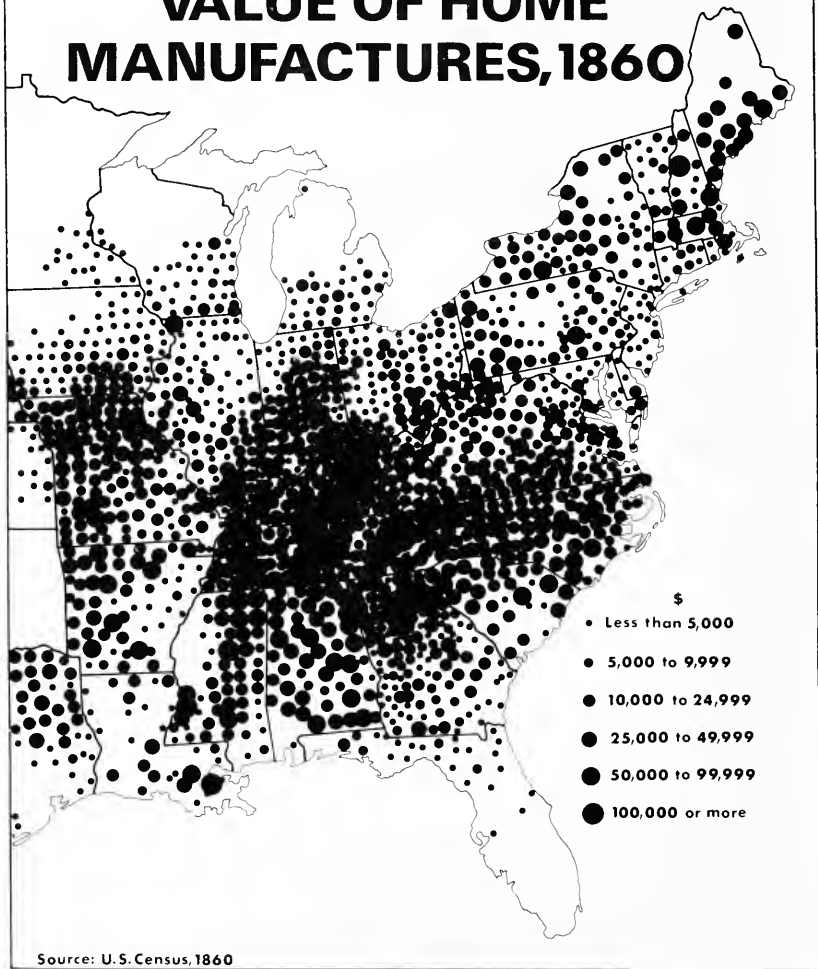 VALUE OF HOME
MANUFACTURES, 1860
$
Less than 5,000
5,000 to 9,999
10,000 to 24,999
25,000 to 49,999
50,000 to 99,999
100,000 or more
Source: U.S. Census, 1860